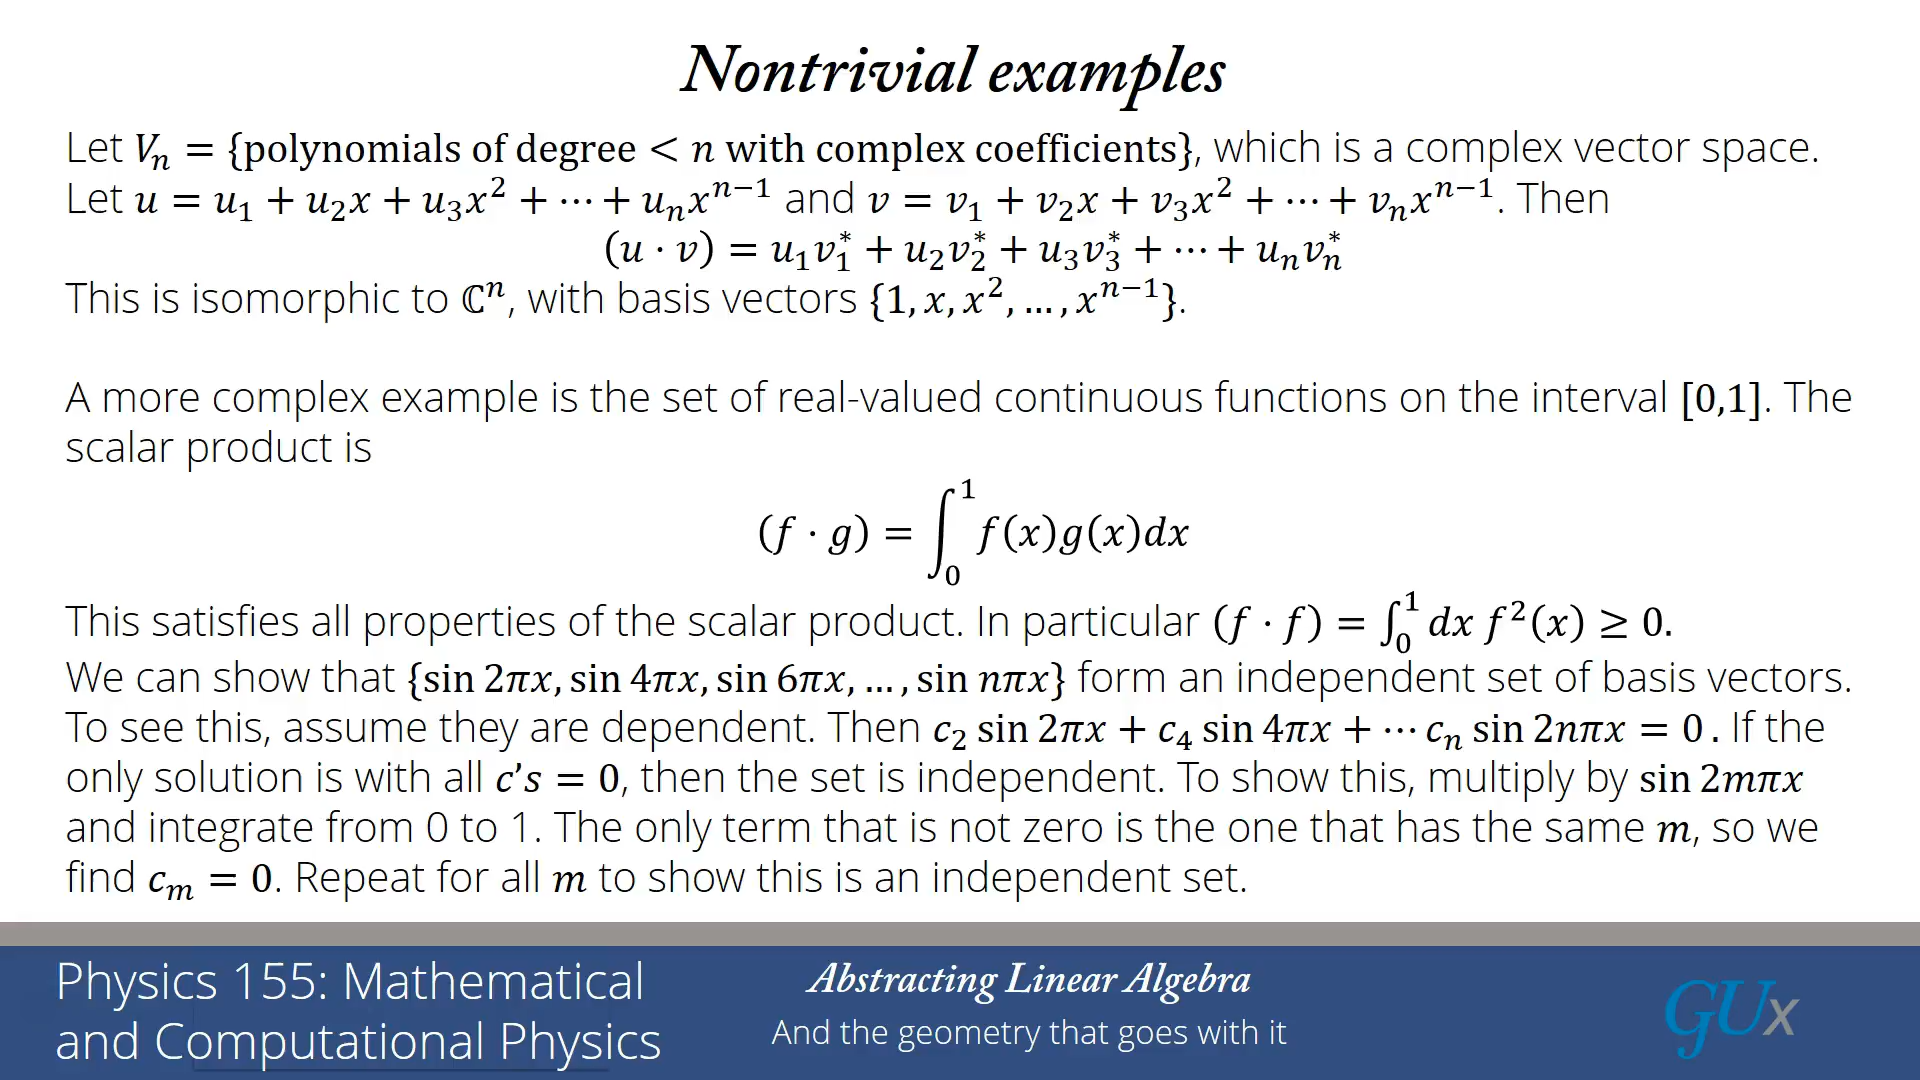 Nontrivial examples
Let Vₙ = {polynomials of degree < n with complex coefficients}, which is a complex vector space.
Let u = u₁ + u₂x + u₃x² + ⋯ + uₙxⁿ⁻¹ and v = v₁ + v₂x + v₃x² + ⋯ + vₙxⁿ⁻¹. Then
(u · v) = u₁v₁* + u₂v₂* + u₃v₃* + ⋯ + uₙvₙ*
This is isomorphic to ℂⁿ, with basis vectors {1, x, x², … , xⁿ⁻¹}.
A more complex example is the set of real-valued continuous functions on the interval [0,1]. The
scalar product is
(f · g) = ∫₀¹ f(x)g(x)dx
This satisfies all properties of the scalar product. In particular (f · f) = ∫₀¹ dx f²(x) ≥ 0.
We can show that {sin 2πx, sin 4πx, sin 6πx, … , sin nπx} form an independent set of basis vectors.
To see this, assume they are dependent. Then c₂ sin 2πx + c₄ sin 4πx + ⋯ cₙ sin 2nπx = 0 . If the
only solution is with all c's = 0, then the set is independent. To show this, multiply by sin 2mπx
and integrate from 0 to 1. The only term that is not zero is the one that has the same m, so we
find cₘ = 0. Repeat for all m to show this is an independent set.
Physics 155: Mathematical
and Computational Physics
Abstracting Linear Algebra
And the geometry that goes with it
GUx